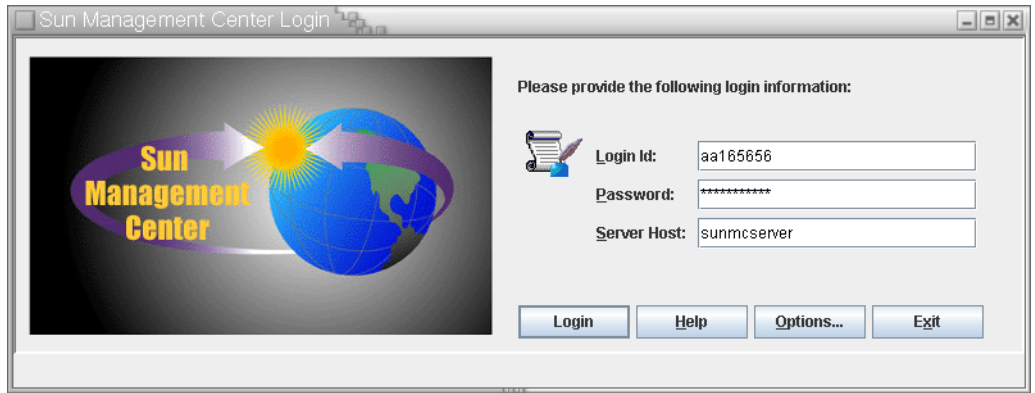 Sun Management Center Login
Sun
Management
Center
Please provide the following login information:
Login Id: aa165656
Password: ***********
Server Host: sunmcserver
Login Help Options... Exit